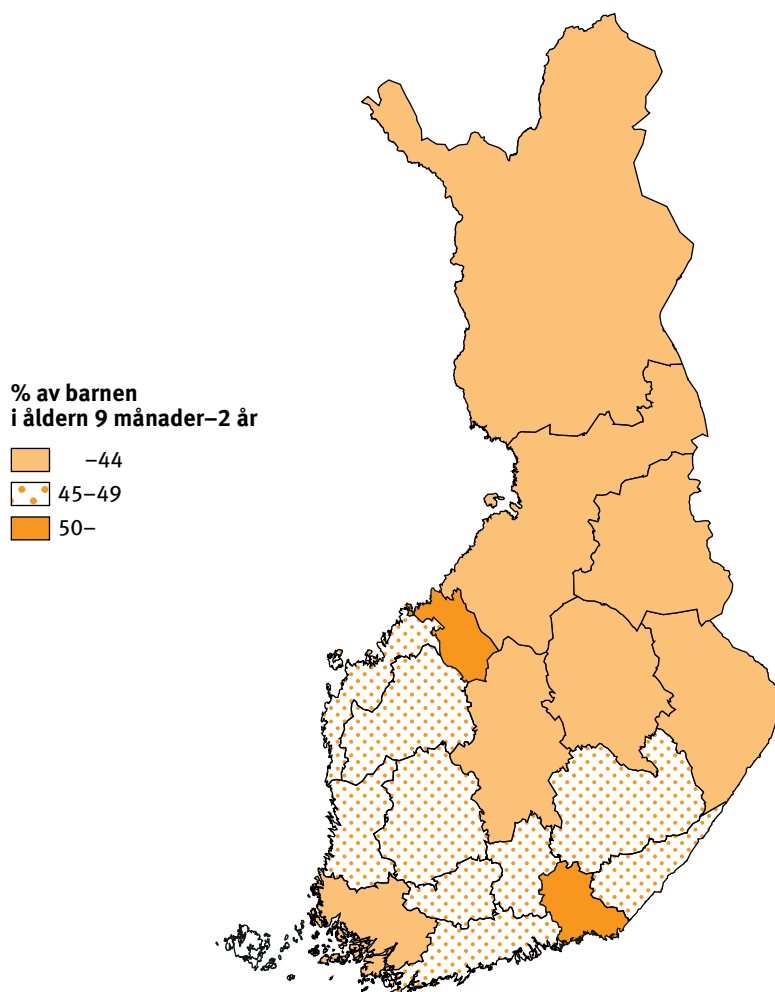 % av barnen
i åldern 9 månader–2 år
–44
45–49
50–